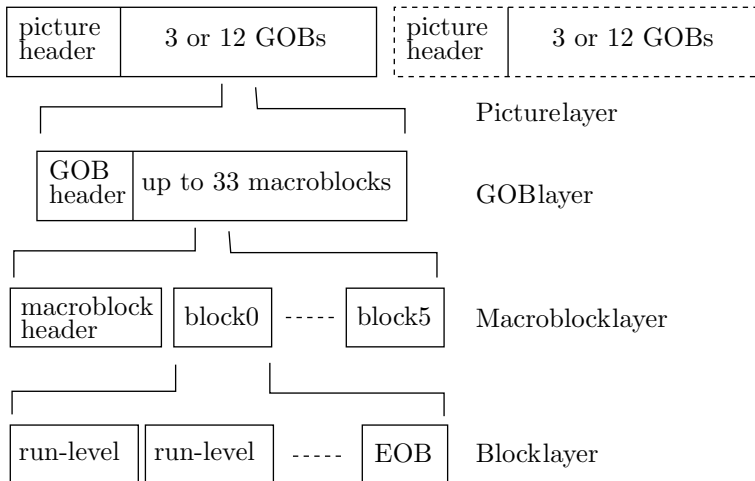 picture
header
3 or 12 GOBs
picture
header
3 or 12 GOBs
Picturelayer
GOB
header
up to 33 macroblocks
GOBlayer
macroblock
header
block0
block5
Macroblocklayer
run-level
run-level
EOB
Blocklayer